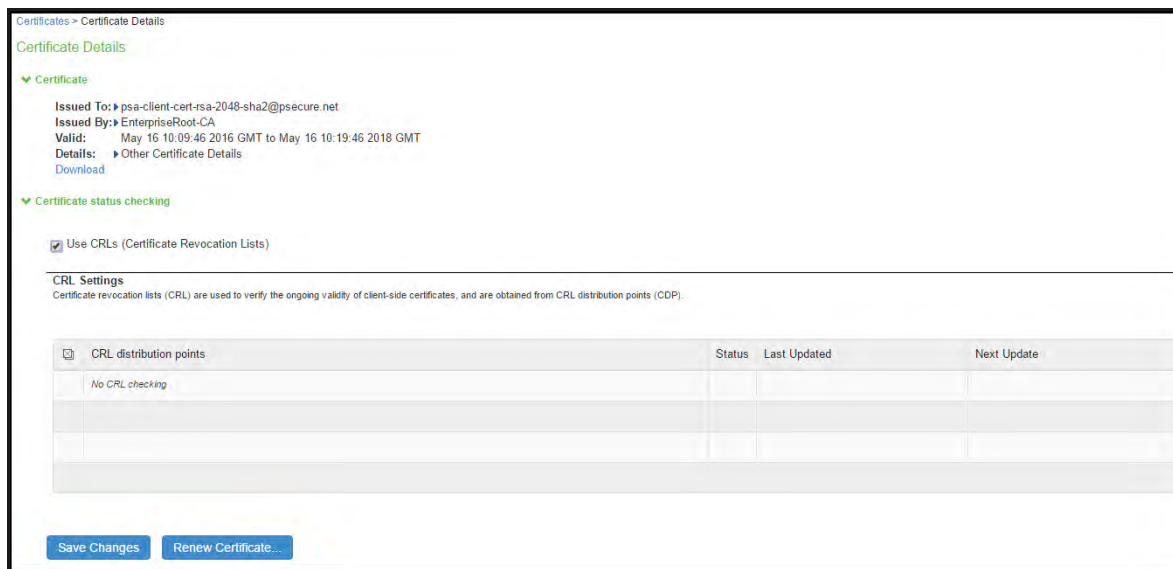 Certificates > Certificate Details
Certificate Details
Certificate
Issued To: psa-client-cert-rsa-2048-sha2@psecure.net
Issued By: EnterpriseRoot-CA
Valid: May 16 10:09:46 2016 GMT to May 16 10:19:46 2018 GMT
Details: Other Certificate Details
Download
Certificate status checking
Use CRLs (Certificate Revocation Lists)
CRL Settings
Certificate revocation lists (CRL) are used to verify the ongoing validity of client-side certificates, and are obtained from CRL distribution points (CDP).
CRL distribution points Status Last Updated Next Update
No CRL checking
Save Changes Renew Certificate...